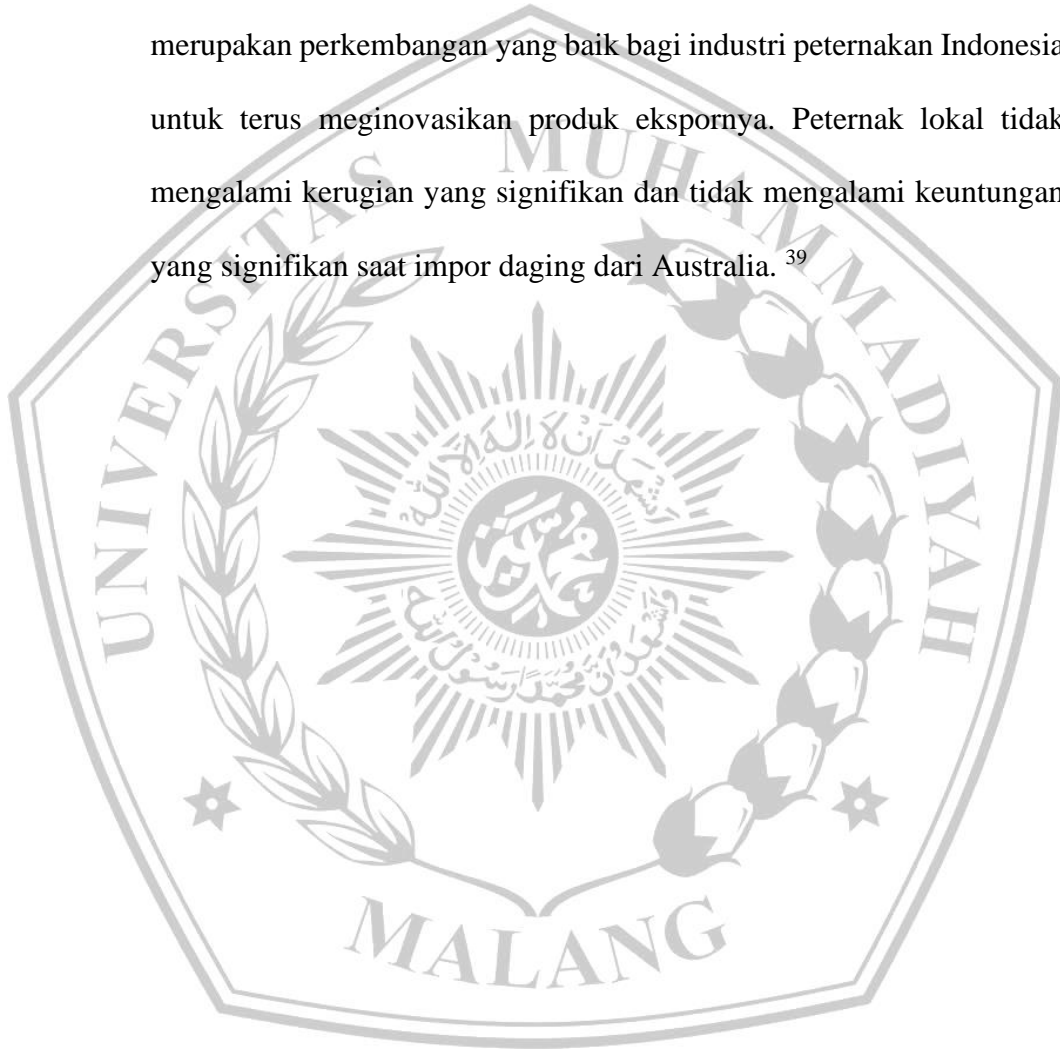 merupakan perkembangan yang baik bagi industri peternakan Indonesia
untuk terus meginovasikan produk ekspornya. Peternak lokal tidak
mengalami kerugian yang signifikan dan tidak mengalami keuntungan
yang signifikan saat impor daging dari Australia. 39
UNIVERSITAS MUHAMMADIYAH
MALANG